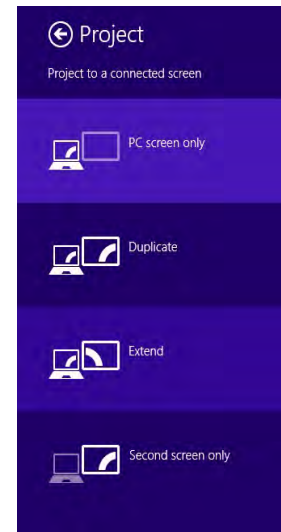 Project
Project to a connected screen
PC screen only
Duplicate
Extend
Second screen only